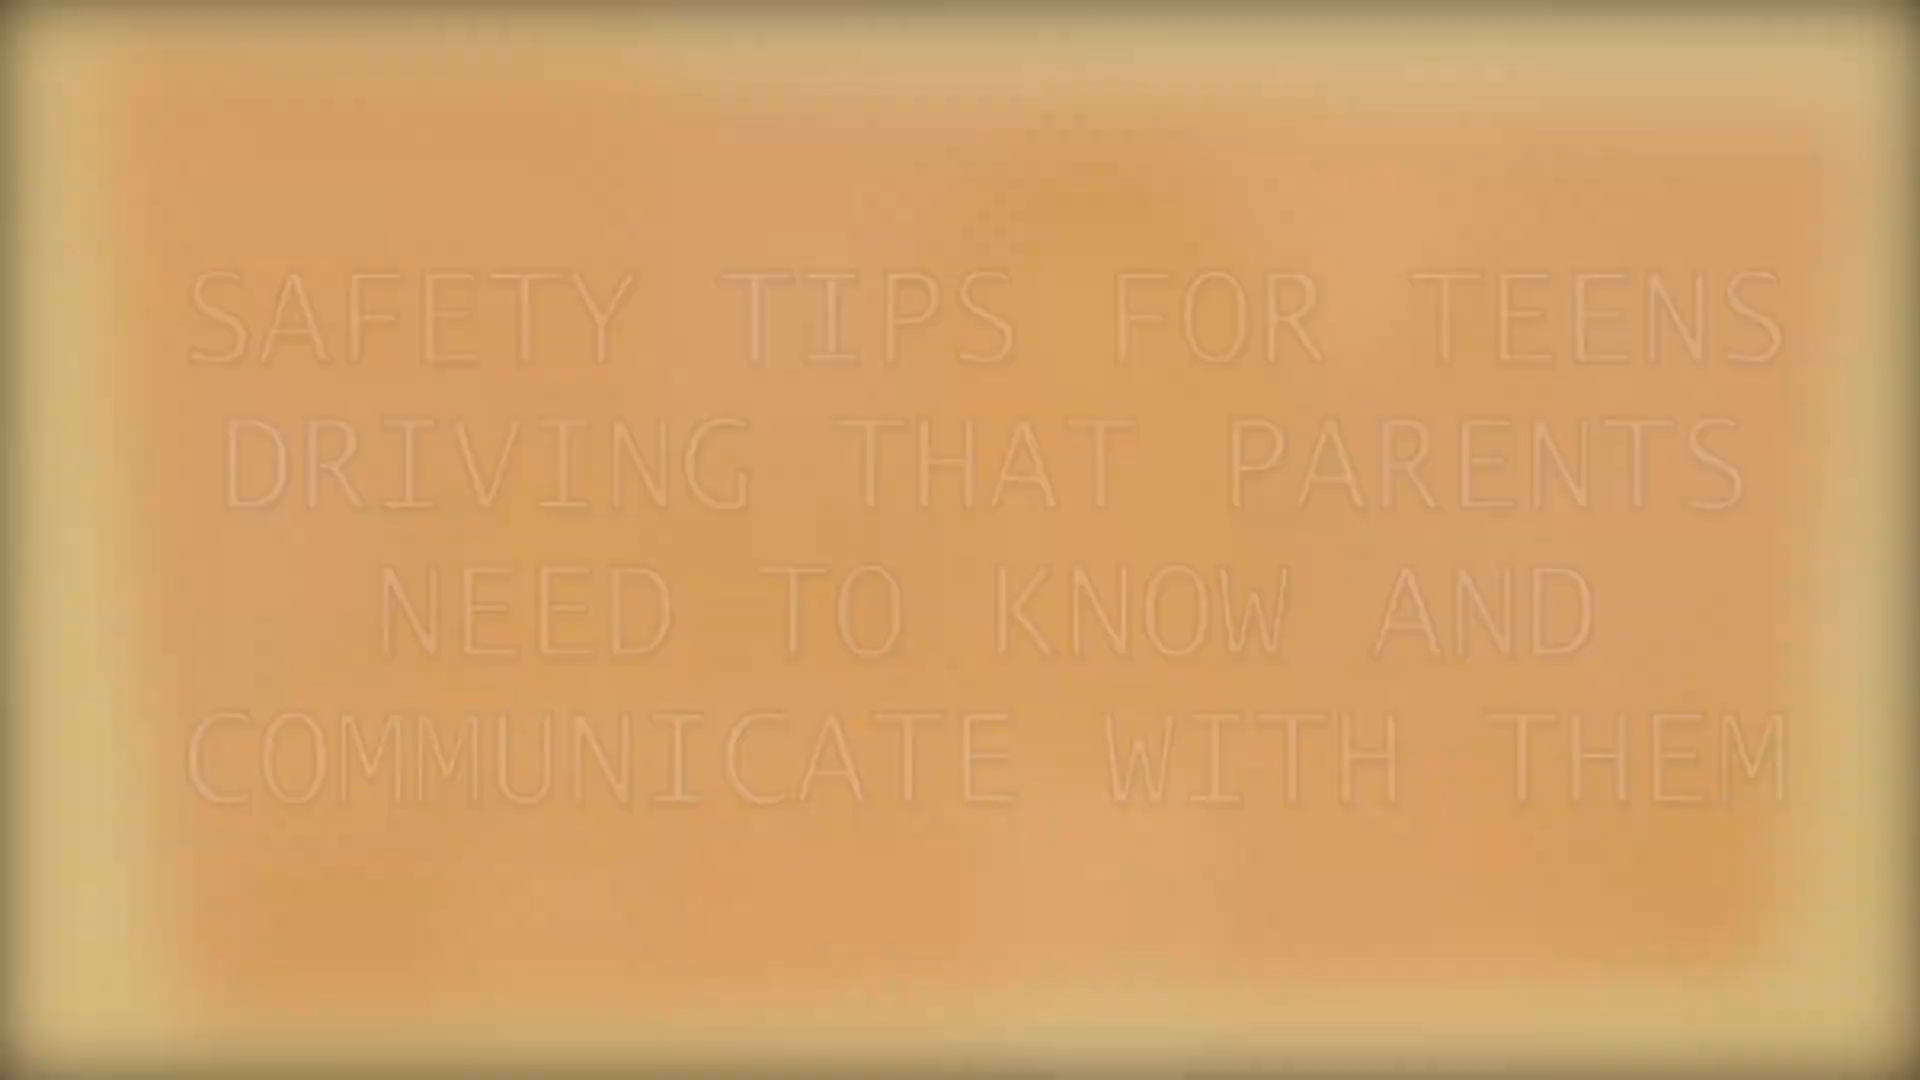 SAFETY TIPS FOR TEENS
DRIVING THAT PARENTS
NEED TO KNOW AND
COMMUNICATE WITH THEM